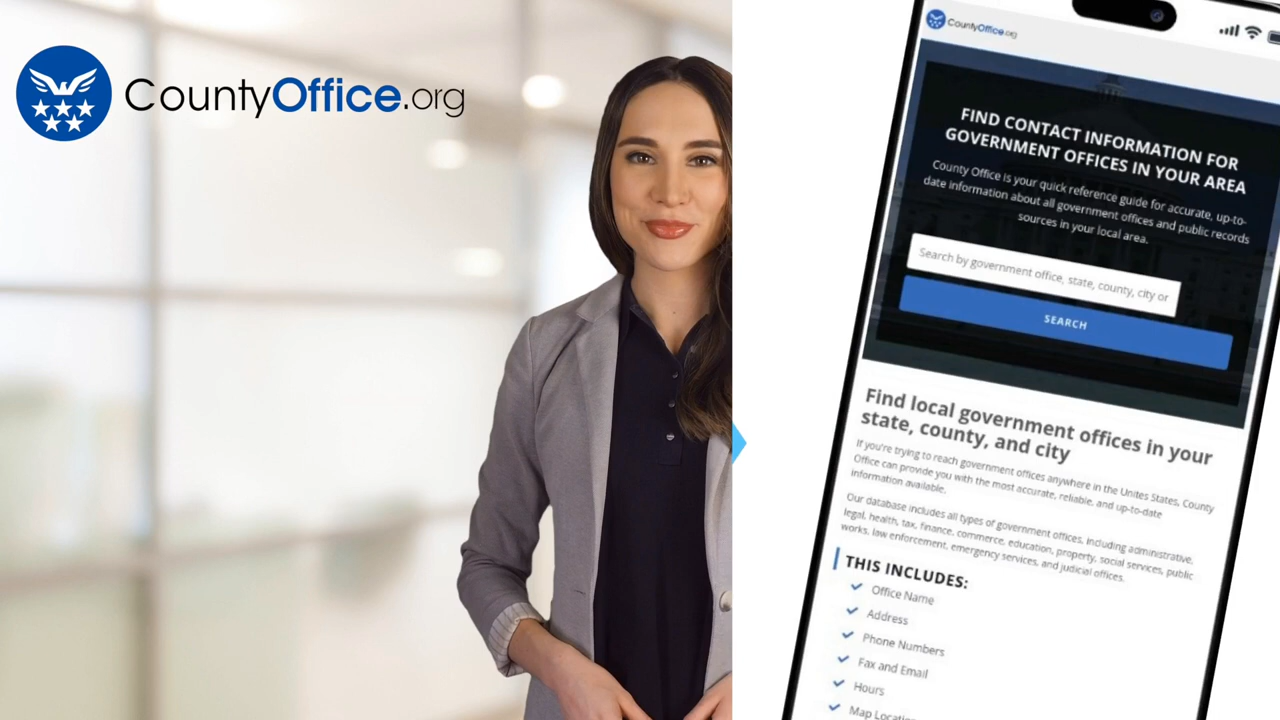 CountyOffice.org
CountyOffice.org
FIND CONTACT INFORMATION FOR
GOVERNMENT OFFICES IN YOUR AREA
County Office is your quick reference guide for accurate, up-to-
date information about all government offices and public records
sources in your local area.
Search by government office, state, county, city or
SEARCH
Find local government offices in your
state, county, and city
If you're trying to reach government offices anywhere in the Unites States, County
Office can provide you with the most accurate, reliable, and up-to-date
information available.
Our database includes all types of government offices, including administrative,
legal, health, tax, finance, commerce, education, property, social services, public
works, law enforcement, emergency services, and judicial offices.
THIS INCLUDES:
Office Name
Address
Phone Numbers
Fax and Email
Hours
Map